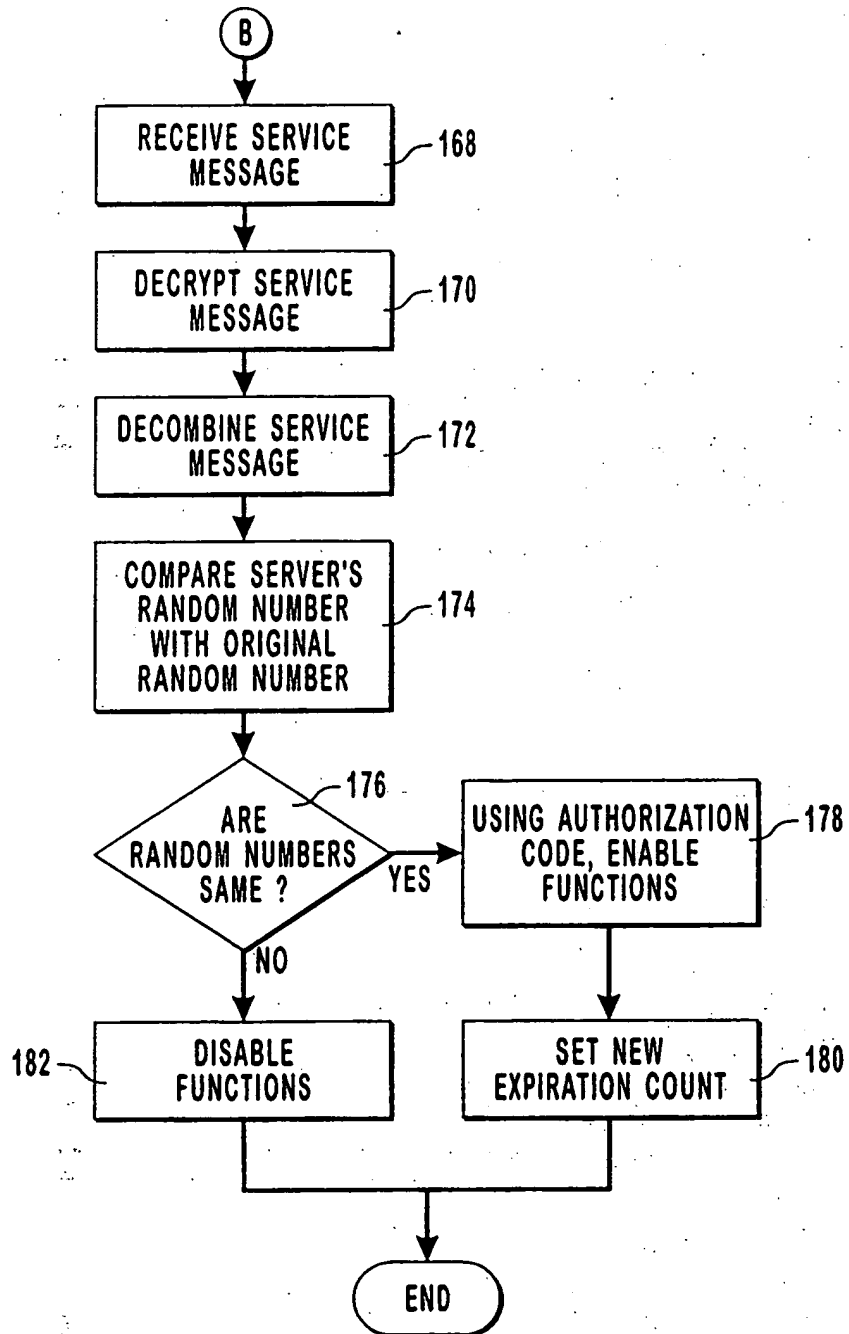 B
RECEIVE SERVICE
MESSAGE
168
DECRYPT SERVICE
MESSAGE
170
DECOMBINE SERVICE
MESSAGE
172
COMPARE SERVER'S
RANDOM NUMBER
WITH ORIGINAL
RANDOM NUMBER
174
176
ARE
RANDOM NUMBERS
SAME ?
YES
NO
USING AUTHORIZATION
CODE, ENABLE
FUNCTIONS
178
182
DISABLE
FUNCTIONS
SET NEW
EXPIRATION COUNT
180
END